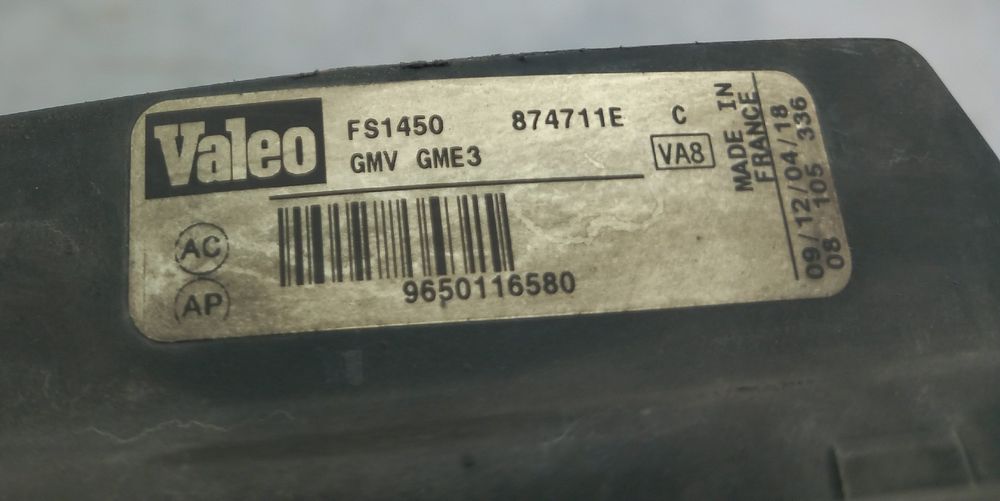 Valeo
FS1450 874711E C
GMV GME3 VA8
AC
AP
9650116580
MADE IN
FRANCE
09/12/04/18
08 105 336